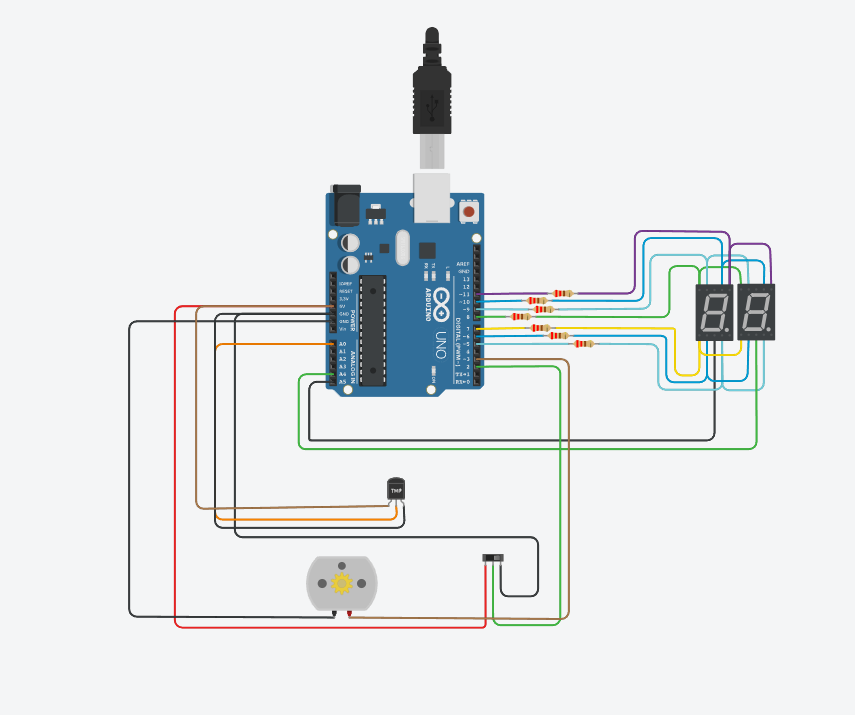 AREF
GND
13
12
~11
~10
~9
8
7
~6
~5
4
~3
2
TX→1
RX←0
DIGITAL (PWM~)
IOREF
RESET
3.3V
5V
GND
GND
Vin
POWER
A0
A1
A2
A3
A4
A5
ANALOG IN
L
TX
RX
ON
ARDUINO
UNO
TMP